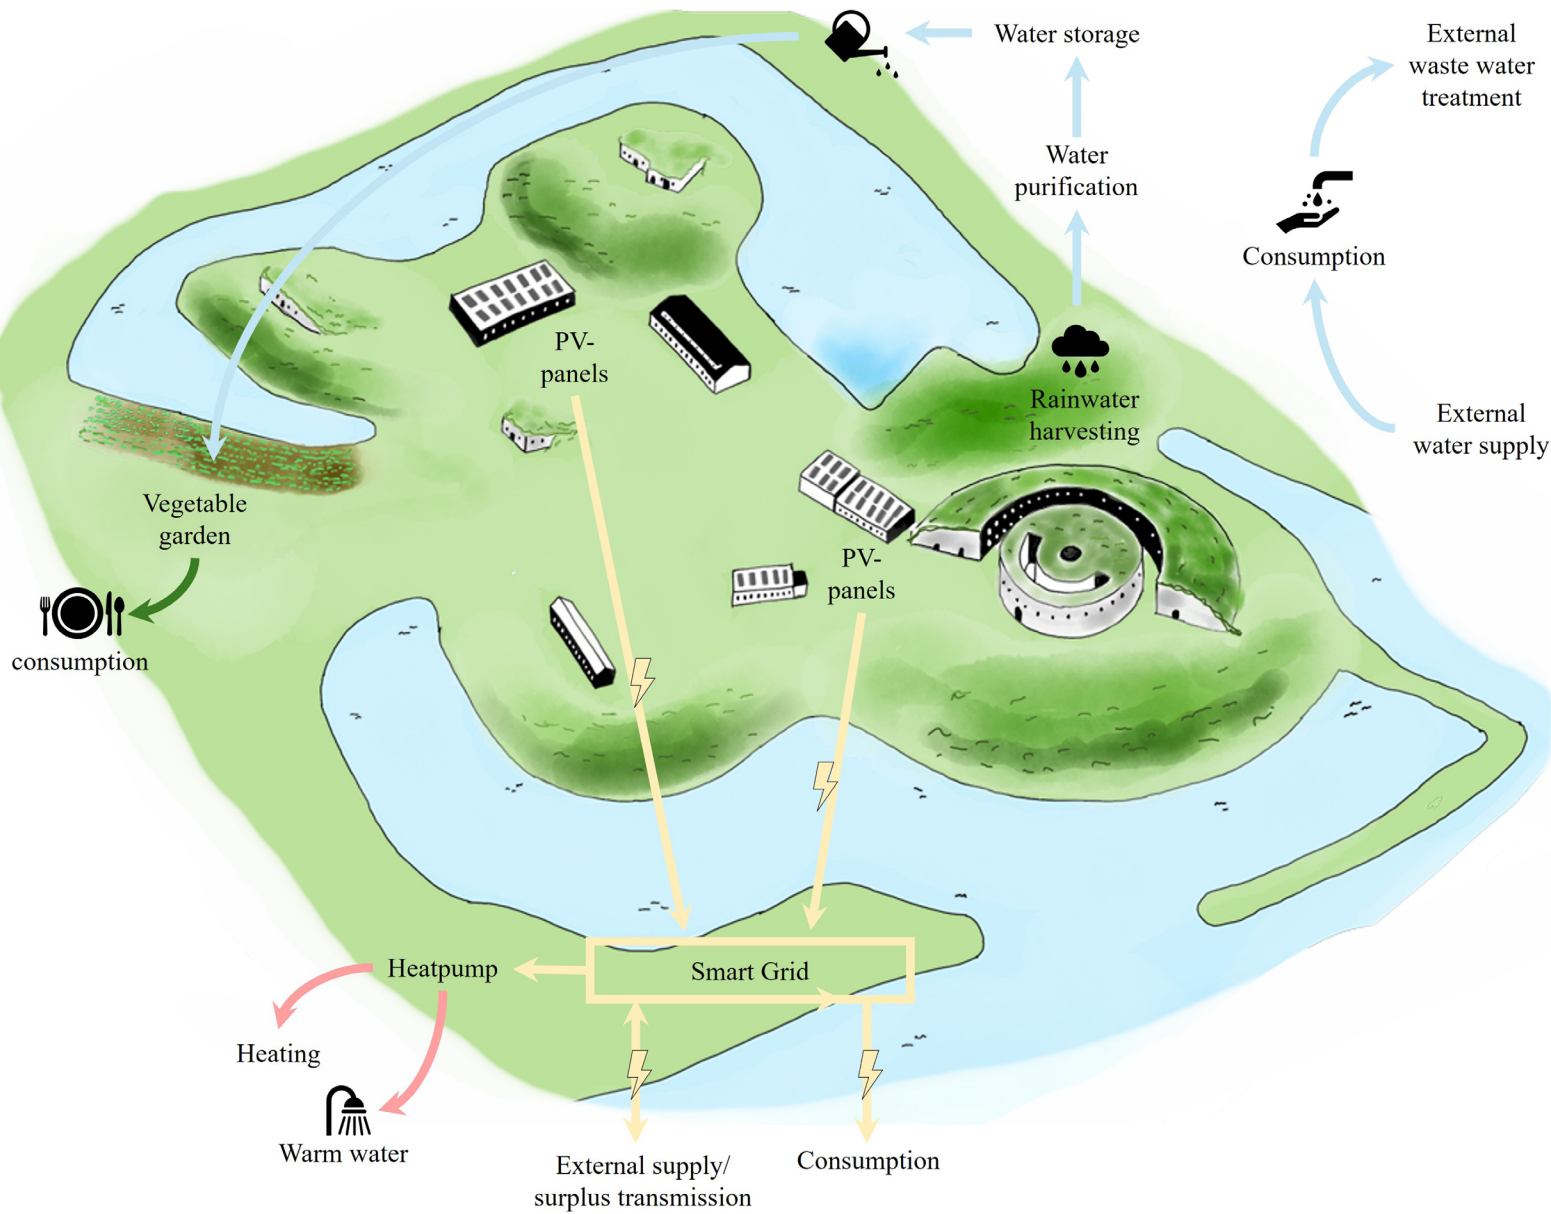 Water storage
External
waste water
treatment
Water
purification
Consumption
PV-
panels
Rainwater
harvesting
External
water supply
Vegetable
garden
PV-
panels
consumption
Heatpump
Smart Grid
Heating
Warm water
External supply/
surplus transmission
Consumption